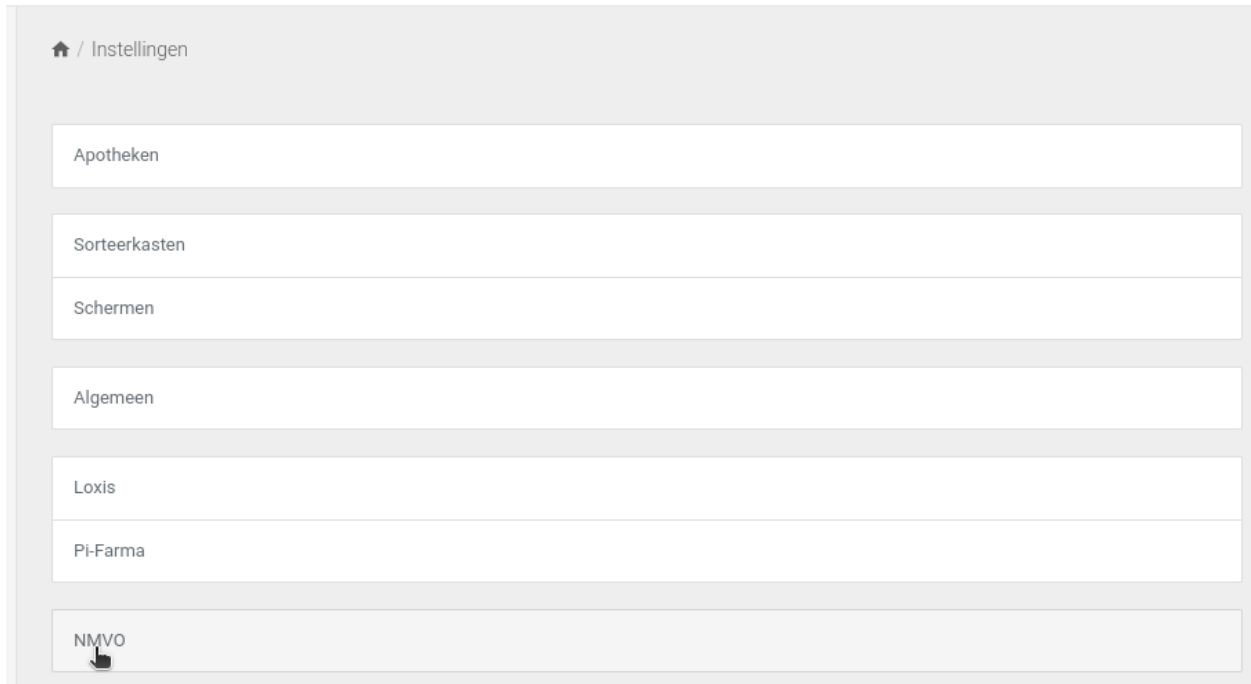 / Instellingen
Apotheken
Sorteerkasten
Schermen
Algemeen
Loxis
Pi-Farma
NMVO